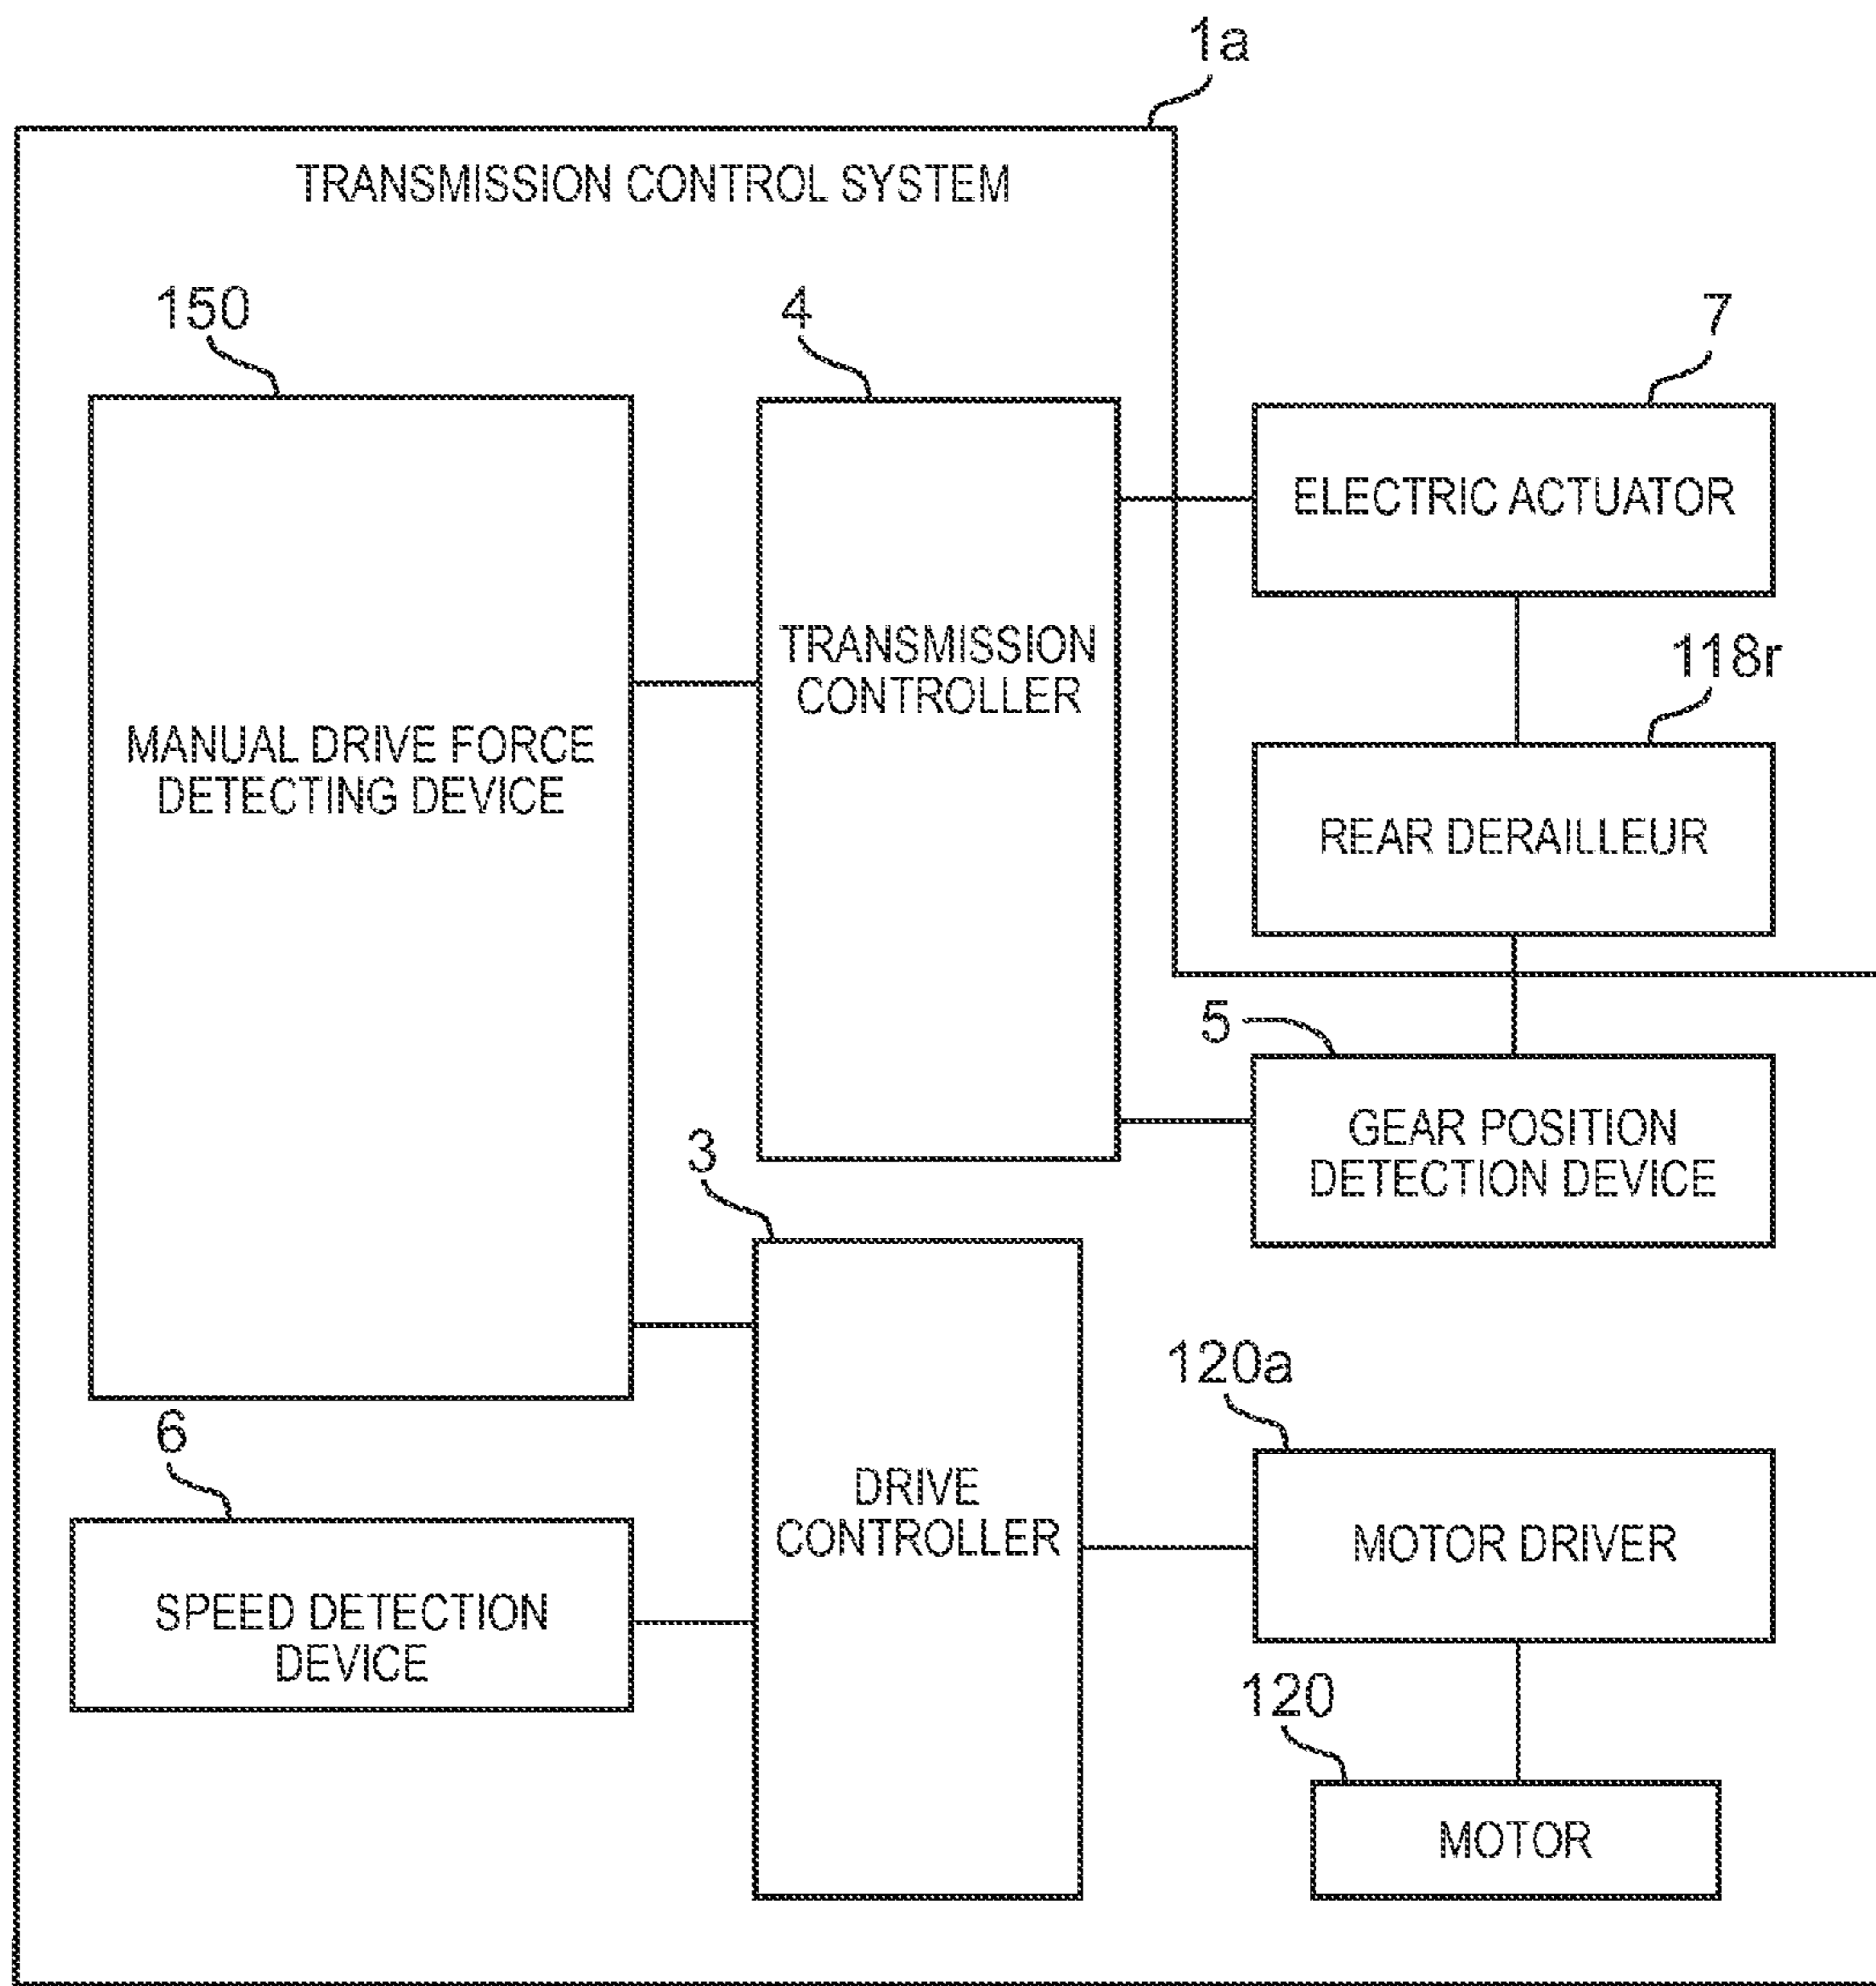 1a
TRANSMISSION CONTROL SYSTEM
150
4
7
ELECTRIC ACTUATOR
TRANSMISSION
CONTROLLER
118r
MANUAL DRIVE FORCE
DETECTING DEVICE
REAR DERAILLEUR
5
GEAR POSITION
DETECTION DEVICE
3
120a
6
DRIVE
CONTROLLER
MOTOR DRIVER
SPEED DETECTION
DEVICE
120
MOTOR